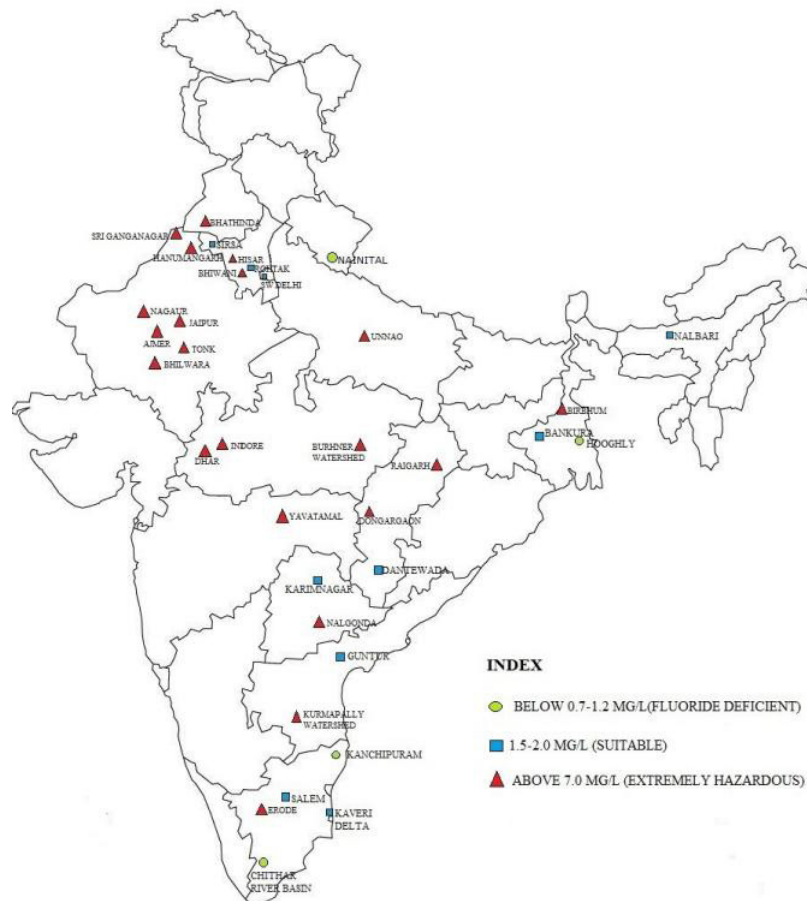 BHATHINDA
SRI GANGANAGAR
SIRSA
HANUMANGARH
HISAR
ROHTAK
BHIWANI
SW DELHI
NAINITAL
NAGAUR
JAIPUR
AJMER
TONK
BHILWARA
UNNAO
NALBARI
BIRBHUM
BANKURA
HOOGHLY
INDORE
DHAR
BURHNER
WATERSHED
RAIGARH
YAVATAMAL
DONGARGAON
DANTEWADA
KARIMNAGAR
NALGONDA
GUNTUR
KURMAPALLY
WATERSHED
KANCHIPURAM
SALEM
ERODE
KAVERI
DELTA
CHITHAR
RIVER BASIN
INDEX
BELOW 0.7-1.2 MG/L(FLUORIDE DEFICIENT)
1.5-2.0 MG/L (SUITABLE)
ABOVE 7.0 MG/L (EXTREMELY HAZARDOUS)